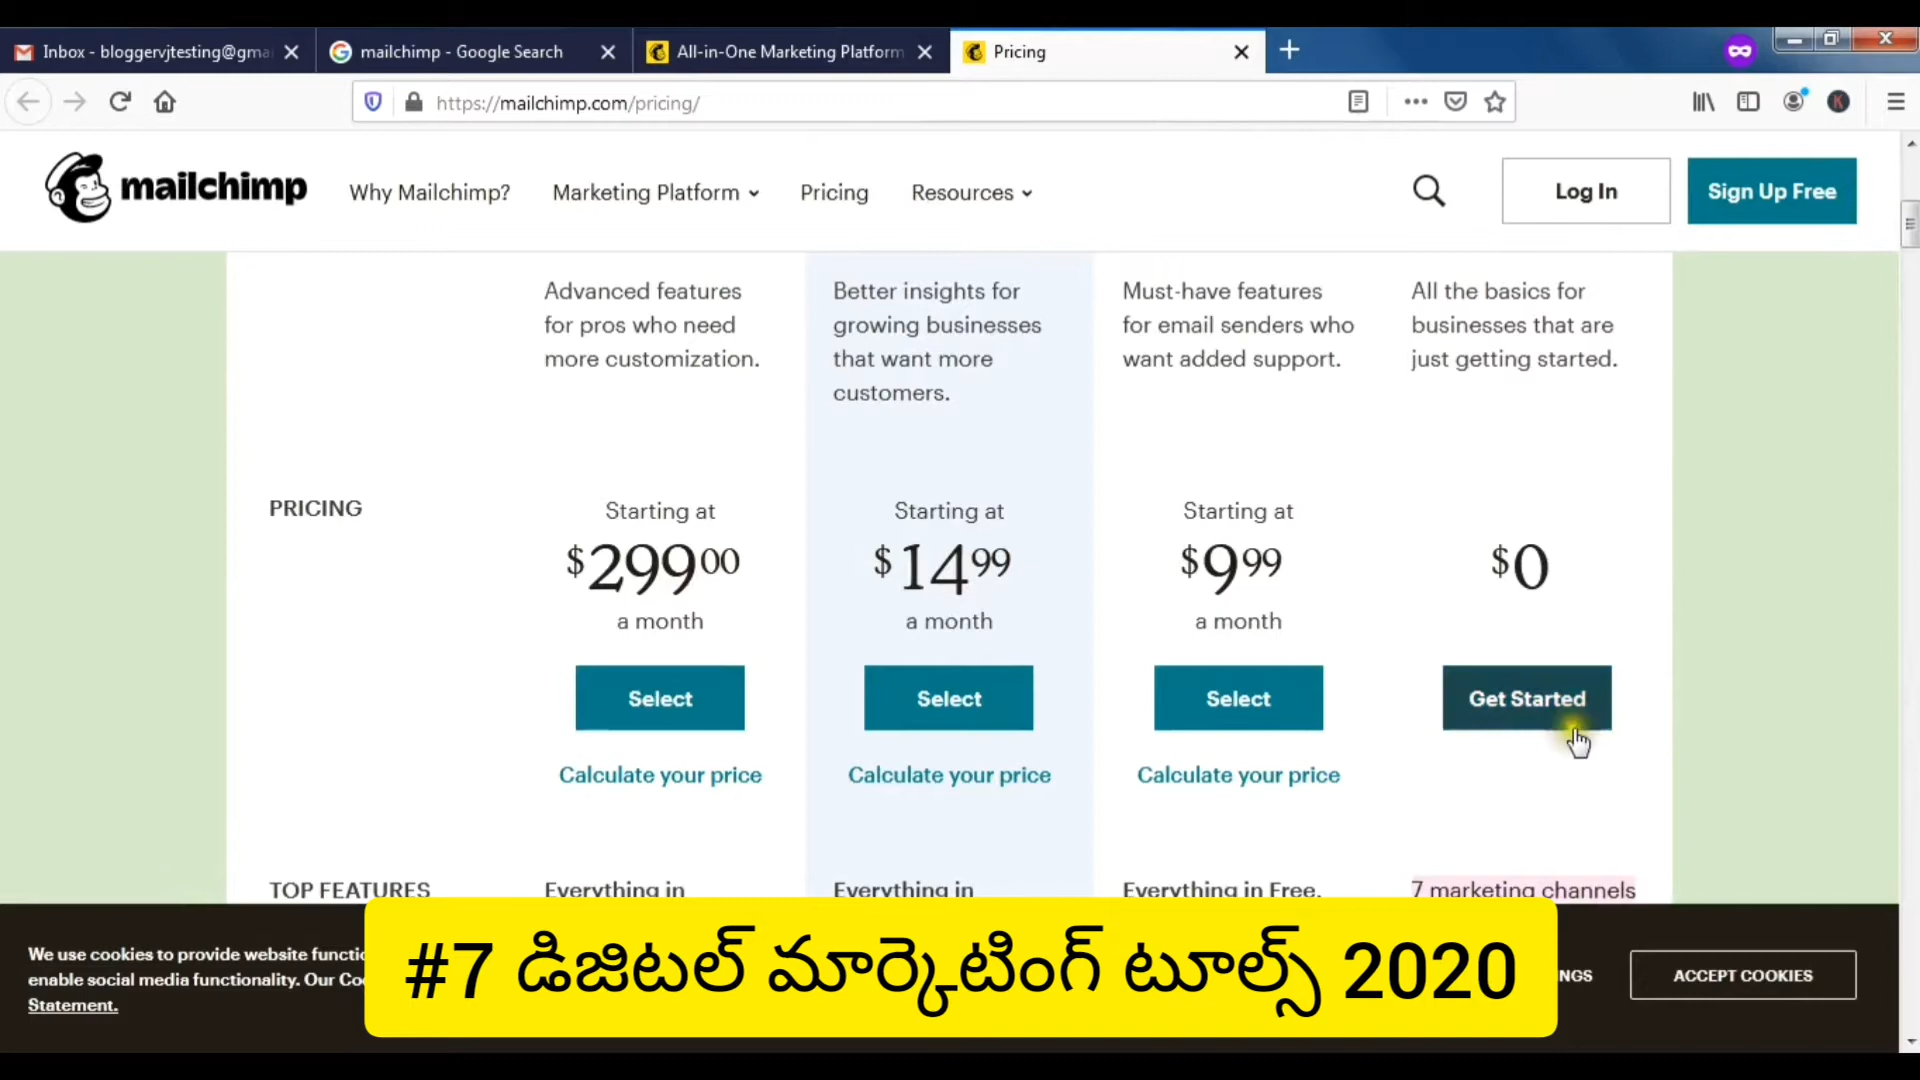 Inbox - bloggervjtesting@gma
mailchimp - Google Search
All-in-One Marketing Platform
Pricing
https://mailchimp.com/pricing/
mailchimp
Why Mailchimp?
Marketing Platform
Pricing
Resources
Log In
Sign Up Free
Advanced features
for pros who need
more customization.
Better insights for
growing businesses
that want more
customers.
Must-have features
for email senders who
want added support.
All the basics for
businesses that are
just getting started.
PRICING
Starting at
$299.00
a month
Select
Calculate your price
Starting at
$14.99
a month
Select
Calculate your price
Starting at
$9.99
a month
Select
Calculate your price
$0
Get Started
TOP FEATURES
Everything in
Everything in
Everything in Free,
7 marketing channels
We use cookies to provide website functi
enable social media functionality. Our Co
Statement.
NGS
ACCEPT COOKIES
#7 డిజిటల్ మార్కెటింగ్ టూల్స్ 2020